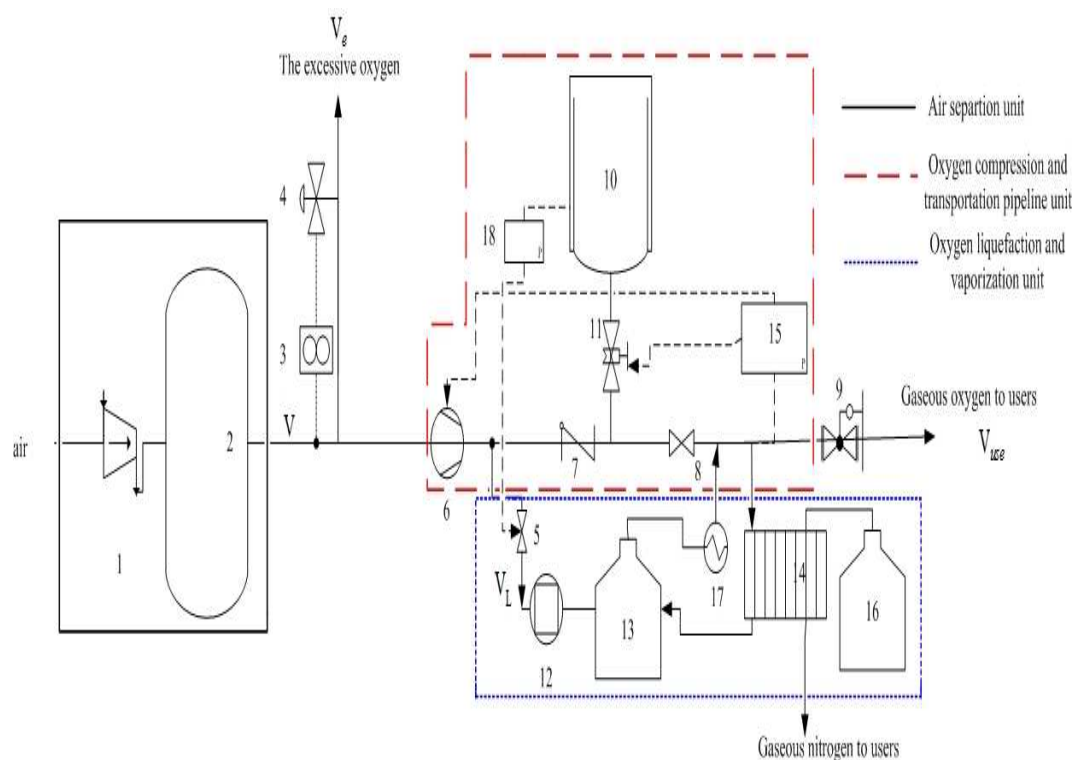 V_e
The excessive oxygen
Air separtion unit
Oxygen compression and
transportation pipeline unit
Oxygen liquefaction and
vaporization unit
4
10
18
P
3
11
15
P
9
Gaseous oxygen to users
V_use
air
V
2
1
6
7
8
5
V_L
12
13
17
14
16
Gaseous nitrogen to users